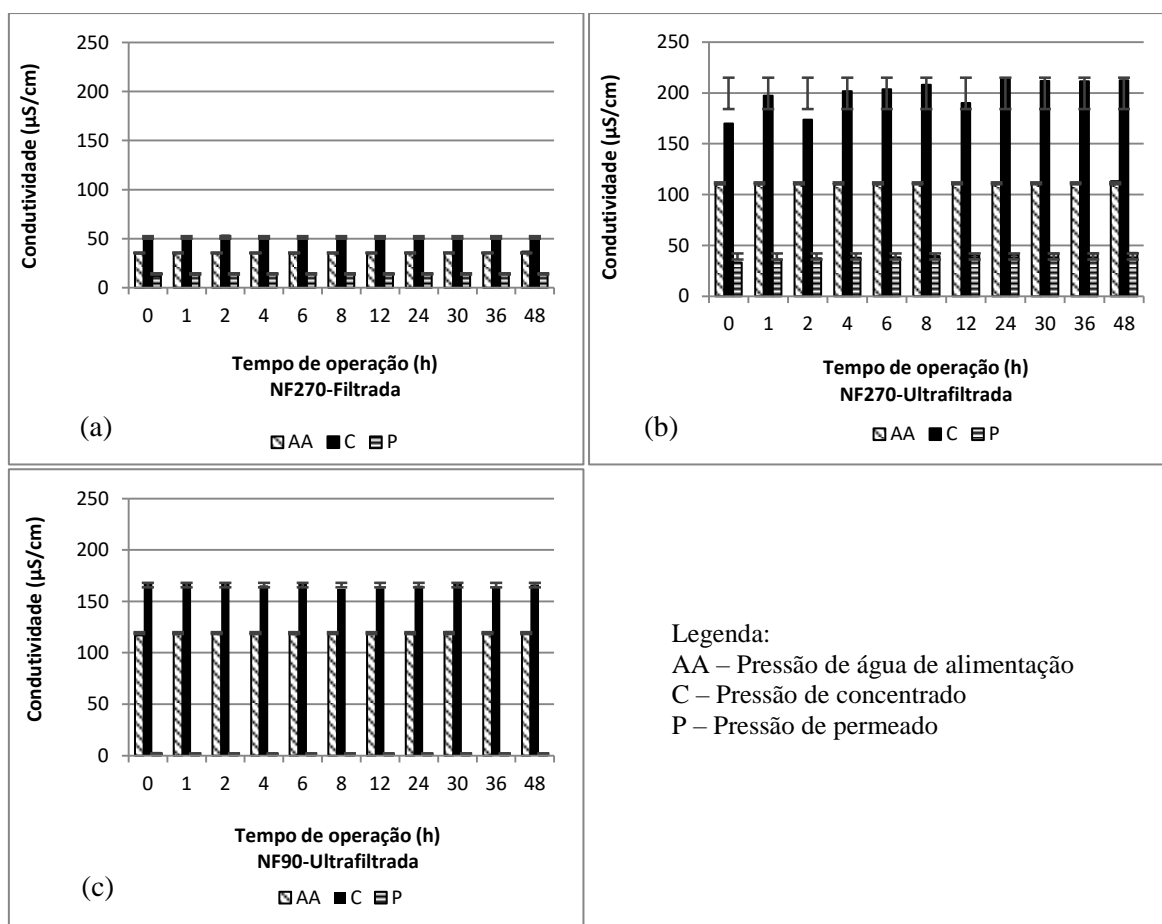 250
200
150
100
50
0
Condutividade (µS/cm)
0 1 2 4 6 8 12 24 30 36 48
Tempo de operação (h)
NF270-Filtrada
(a)
AA C P
250
200
150
100
50
0
Condutividade (µS/cm)
0 1 2 4 6 8 12 24 30 36 48
Tempo de operação (h)
NF270-Ultrafiltrada
(b)
AA C P
250
200
150
100
50
0
Condutividade (µS/cm)
0 1 2 4 6 8 12 24 30 36 48
Tempo de operação (h)
NF90-Ultrafiltrada
(c)
AA C P
Legenda:
AA – Pressão de água de alimentação
C – Pressão de concentrado
P – Pressão de permeado